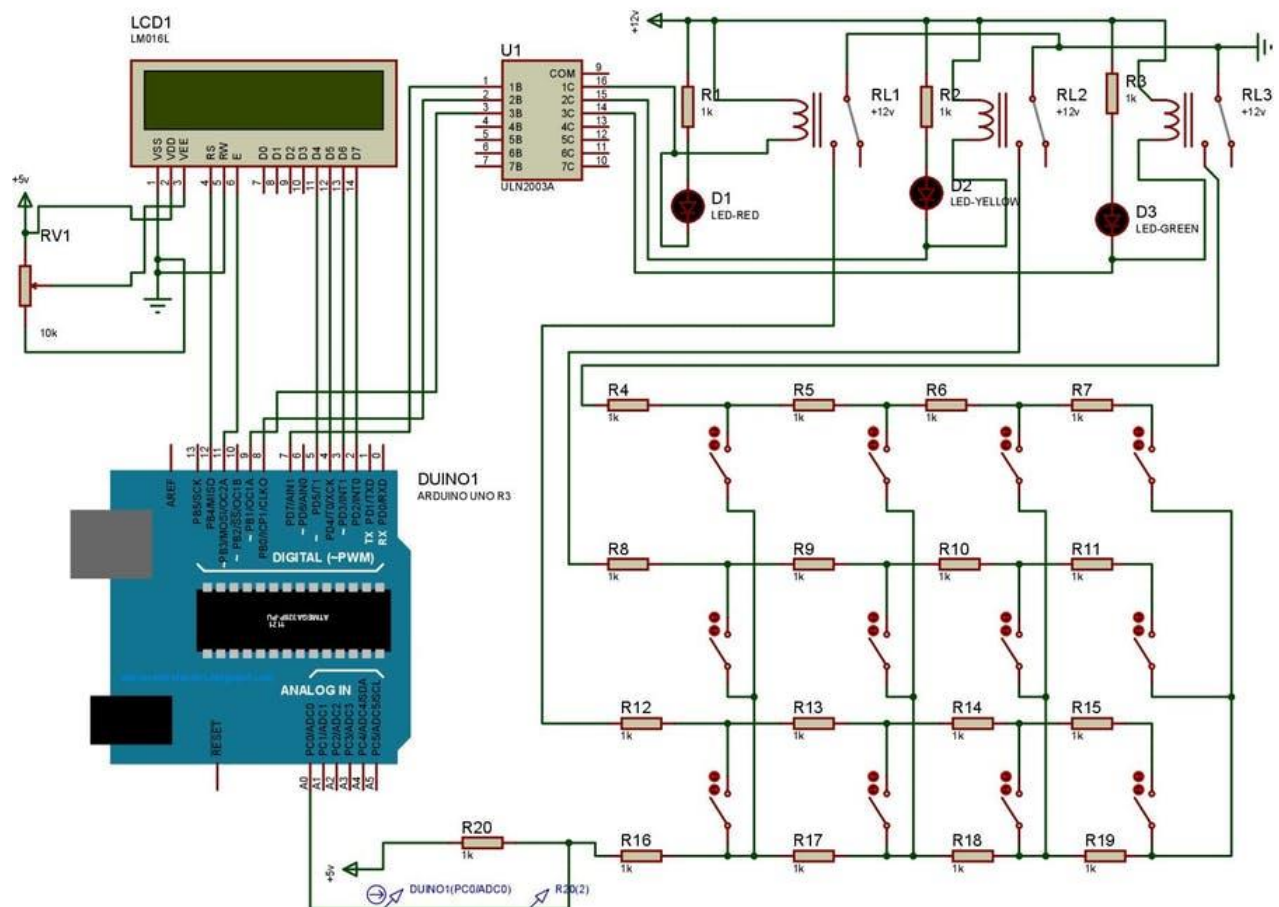 LCD1
LM016L
VSS
VDD
VEE
RS
RW
E
D0
D1
D2
D3
D4
D5
D6
D7
1
2
3
4
5
6
7
8
9
10
11
12
13
14
+5v
RV1
10k
U1
1
2
3
4
5
6
7
1B
2B
3B
4B
5B
6B
7B
COM
1C
2C
3C
4C
5C
6C
7C
9
16
15
14
13
12
11
10
ULN2003A
+12v
R1
1k
D1
LED-RED
RL1
+12v
R2
1k
D2
LED-YELLOW
RL2
+12v
R3
1k
D3
LED-GREEN
RL3
+12v
DUINO1
ARDUINO UNO R3
13
12
11
10
9
8
7
6
5
4
3
2
1
0
AREF
PB5/SCK
PB4/MISO
~PB3/MOSI/OC2A
~PB2/SS/OC1B
~PB1/OC1A
PB0/ICP1/CLKO
PD7/AIN1
~PD6/AIN0
~PD5/T1
PD4/T0/XCK
~PD3/INT1
PD2/INT0
PD1/TXD
PD0/RXD
TX
RX
DIGITAL (~PWM)
ATMEGA328P-PU
1121
ANALOG IN
RESET
PC0/ADC0
PC1/ADC1
PC2/ADC2
PC3/ADC3
PC4/ADC4/SDA
PC5/ADC5/SCL
A0
A1
A2
A3
A4
A5
R4
1k
R5
1k
R6
1k
R7
1k
R8
1k
R9
1k
R10
1k
R11
1k
R12
1k
R13
1k
R14
1k
R15
1k
R20
1k
R16
1k
R17
1k
R18
1k
R19
1k
+5v
DUINO1(PC0/ADC0)
R20(2)